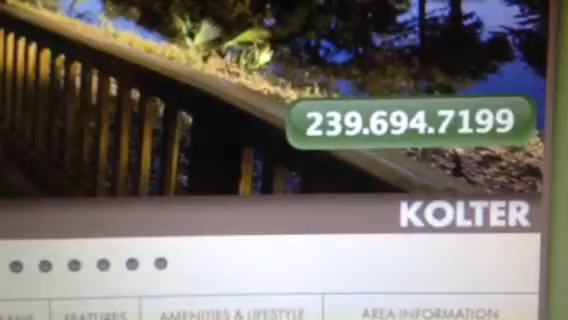 239.694.7199
KOLTER
FEATURES AMENITIES & LIFESTYLE AREA INFORMATION